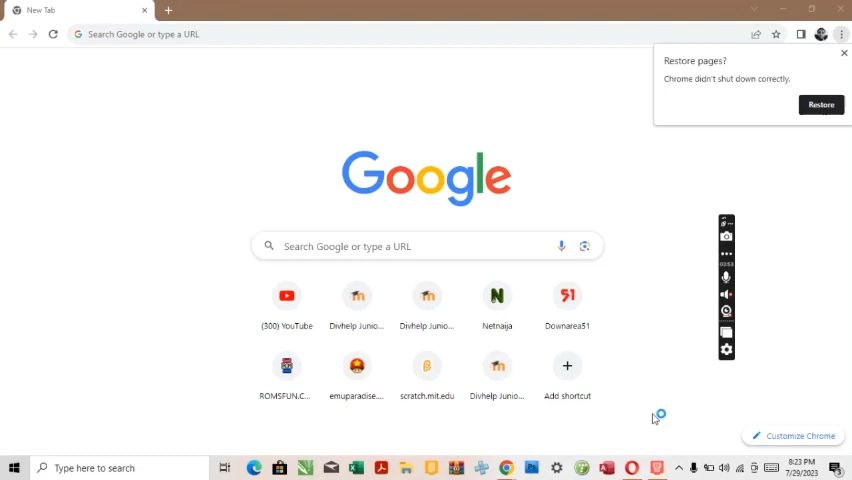 New Tab
Search Google or type a URL
Restore pages?
Chrome didn't shut down correctly.
Restore
Google
Search Google or type a URL
(300) YouTube
Divhelp Junio...
Divhelp Junio...
Netnaija
Downarea51
ROMSFUN.C...
emuparadise....
scratch.mit.edu
Divhelp Junio...
Add shortcut
Customize Chrome
Type here to search
8:23 PM
7/29/2023